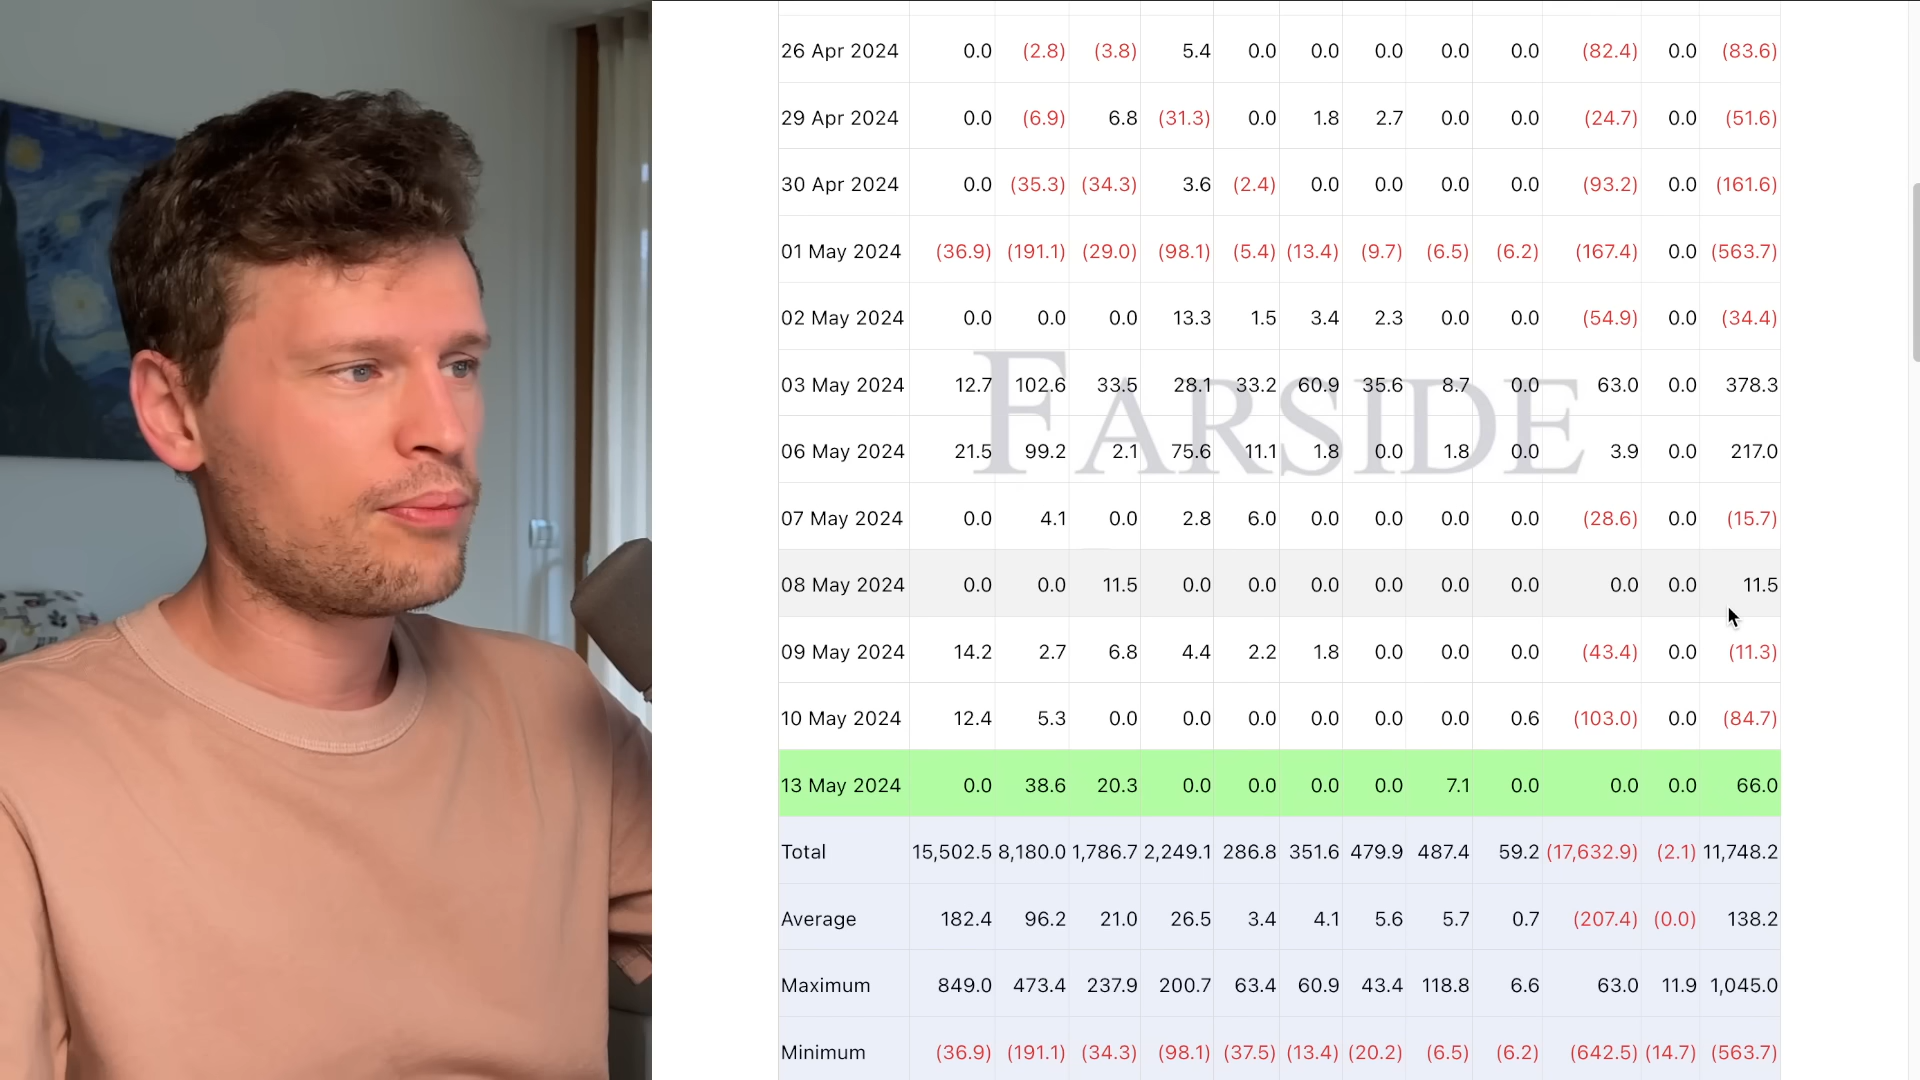 26 Apr 2024 0.0 (2.8) (3.8) 5.4 0.0 0.0 0.0 0.0 0.0 (82.4) 0.0 (83.6)
29 Apr 2024 0.0 (6.9) 6.8 (31.3) 0.0 1.8 2.7 0.0 0.0 (24.7) 0.0 (51.6)
30 Apr 2024 0.0 (35.3) (34.3) 3.6 (2.4) 0.0 0.0 0.0 0.0 (93.2) 0.0 (161.6)
01 May 2024 (36.9) (191.1) (29.0) (98.1) (5.4) (13.4) (9.7) (6.5) (6.2) (167.4) 0.0 (563.7)
02 May 2024 0.0 0.0 0.0 13.3 1.5 3.4 2.3 0.0 0.0 (54.9) 0.0 (34.4)
03 May 2024 12.7 102.6 33.5 28.1 33.2 60.9 35.6 8.7 0.0 63.0 0.0 378.3
FARSIDE
06 May 2024 21.5 99.2 2.1 75.6 11.1 1.8 0.0 1.8 0.0 3.9 0.0 217.0
07 May 2024 0.0 4.1 0.0 2.8 6.0 0.0 0.0 0.0 0.0 (28.6) 0.0 (15.7)
08 May 2024 0.0 0.0 11.5 0.0 0.0 0.0 0.0 0.0 0.0 0.0 0.0 11.5
09 May 2024 14.2 2.7 6.8 4.4 2.2 1.8 0.0 0.0 0.0 (43.4) 0.0 (11.3)
10 May 2024 12.4 5.3 0.0 0.0 0.0 0.0 0.0 0.0 0.6 (103.0) 0.0 (84.7)
13 May 2024 0.0 38.6 20.3 0.0 0.0 0.0 0.0 7.1 0.0 0.0 0.0 66.0
Total 15,502.5 8,180.0 1,786.7 2,249.1 286.8 351.6 479.9 487.4 59.2 (17,632.9) (2.1) 11,748.2
Average 182.4 96.2 21.0 26.5 3.4 4.1 5.6 5.7 0.7 (207.4) (0.0) 138.2
Maximum 849.0 473.4 237.9 200.7 63.4 60.9 43.4 118.8 6.6 63.0 11.9 1,045.0
Minimum (36.9) (191.1) (34.3) (98.1) (37.5) (13.4) (20.2) (6.5) (6.2) (642.5) (14.7) (563.7)